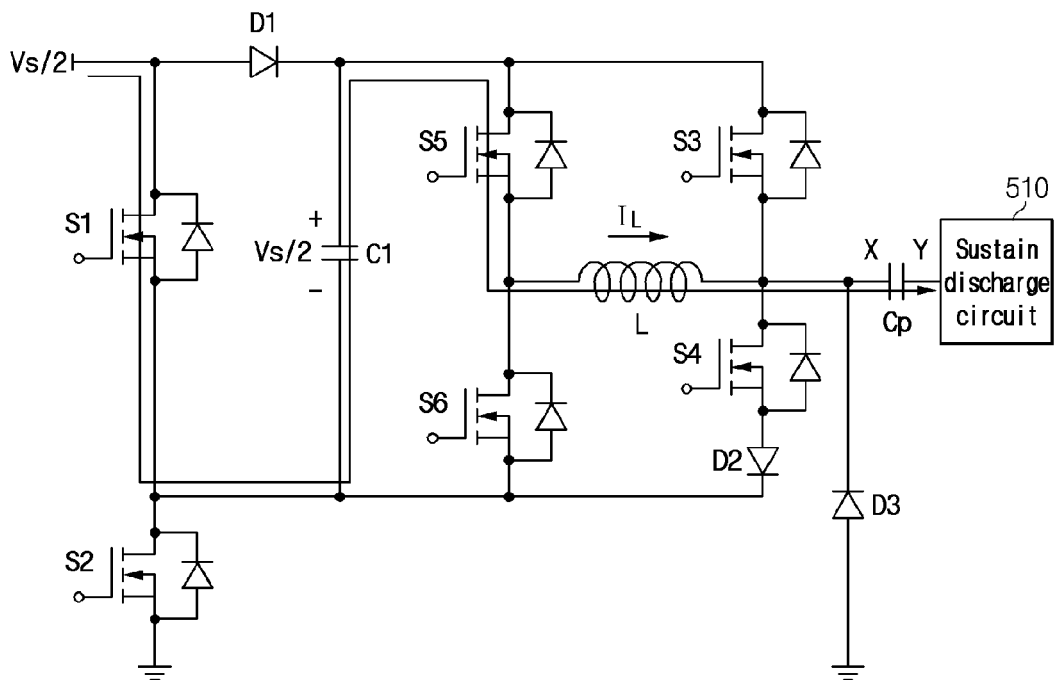 D1
Vs/2
S5
S3
510
S1
+
Vs/2
C1
−
IL
X
Y
Sustain
discharge
circuit
L
Cp
S4
S6
D2
D3
S2